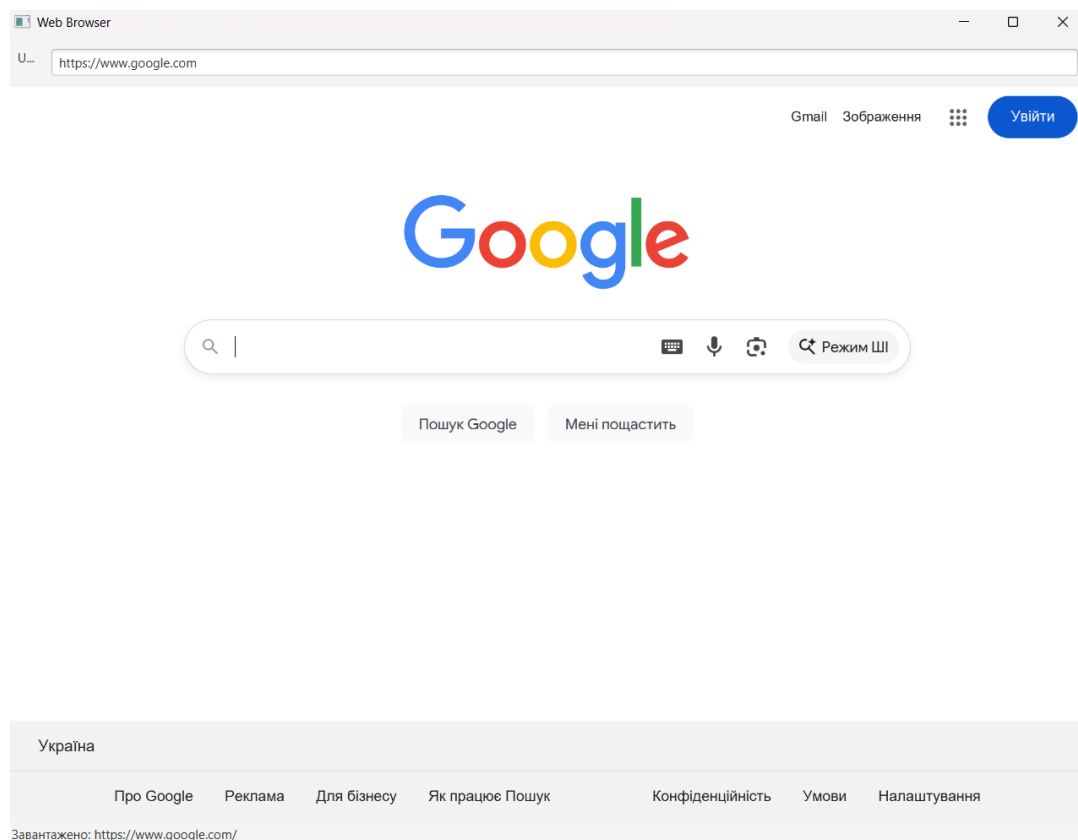 Web Browser
U...
https://www.google.com
Gmail Зображення Увійти
Google
Режим ШІ
Пошук Google Мені пощастить
Україна
Про Google Реклама Для бізнесу Як працює Пошук Конфіденційність Умови Налаштування
Завантажено: https://www.google.com/